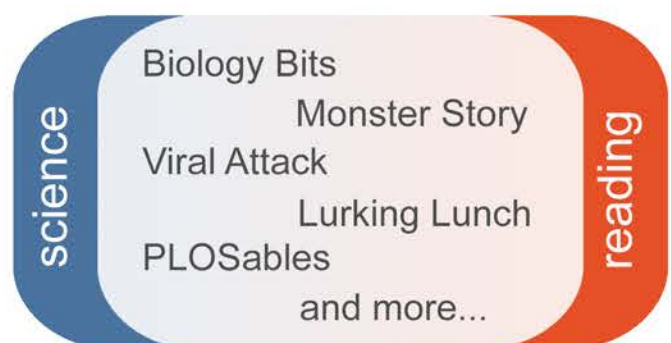 science
Biology Bits
Monster Story
Viral Attack
Lurking Lunch
PLOSables
and more...
reading